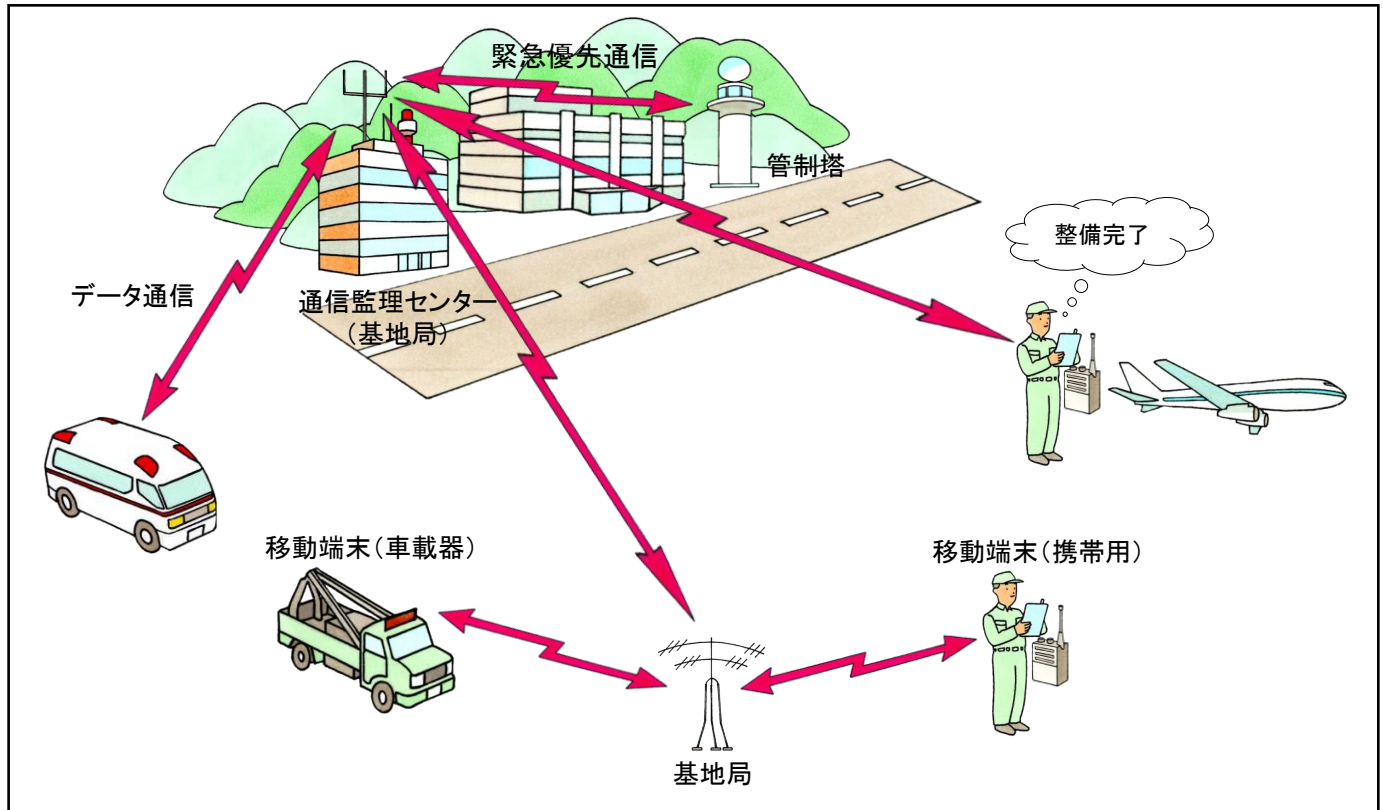 緊急優先通信
管制塔
整備完了
データ通信
通信監理センター
(基地局)
移動端末(車載器)
移動端末(携帯用)
基地局